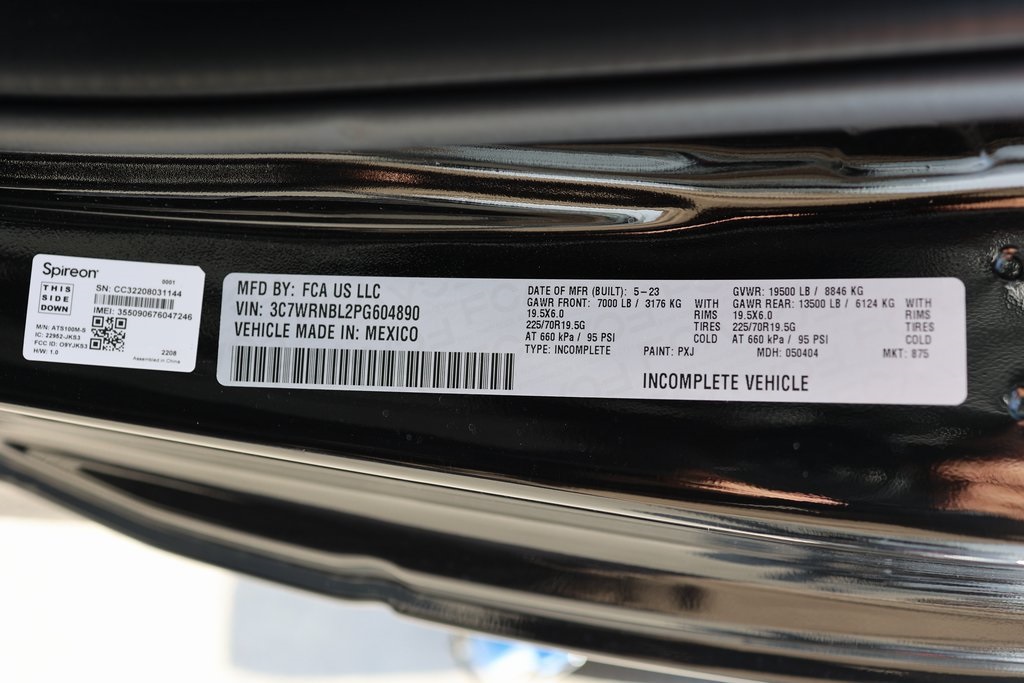 Spireon
0001
SN: CC32208031144
THIS
SIDE
DOWN
IMEI: 355090676047246
M/N: ATS100M-S
IC: 22952-JKS3
FCC ID: O9YJKS3
H/W: 1.0
2208
Assembled in China
MFD BY: FCA US LLC
VIN: 3C7WRNBL2PG604890
VEHICLE MADE IN: MEXICO
DATE OF MFR (BUILT): 5-23
GAWR FRONT: 7000 LB / 3176 KG WITH
19.5X6.0 RIMS
225/70R19.5G TIRES
AT 660 kPa / 95 PSI COLD
TYPE: INCOMPLETE PAINT: PXJ
GVWR: 19500 LB / 8846 KG
GAWR REAR: 13500 LB / 6124 KG WITH
19.5X6.0 RIMS
225/70R19.5G TIRES
AT 660 kPa / 95 PSI COLD
MDH: 050404 MKT: 875
INCOMPLETE VEHICLE